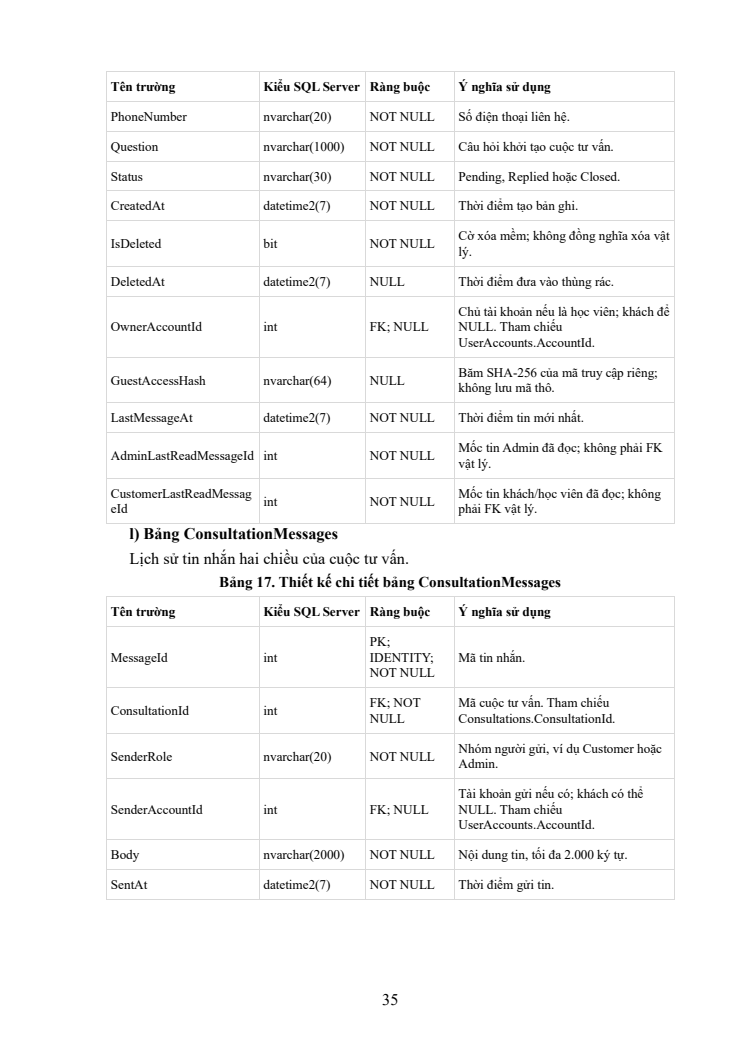 Tên trường Kiểu SQL Server Ràng buộc Ý nghĩa sử dụng
PhoneNumber nvarchar(20) NOT NULL Số điện thoại liên hệ.
Question nvarchar(1000) NOT NULL Câu hỏi khởi tạo cuộc tư vấn.
Status nvarchar(30) NOT NULL Pending, Replied hoặc Closed.
CreatedAt datetime2(7) NOT NULL Thời điểm tạo bản ghi.
IsDeleted bit NOT NULL Cờ xóa mềm; không đồng nghĩa xóa vật
lý.
DeletedAt datetime2(7) NULL Thời điểm đưa vào thùng rác.
OwnerAccountId int FK; NULL Chủ tài khoản nếu là học viên; khách để
NULL. Tham chiếu
UserAccounts.AccountId.
GuestAccessHash nvarchar(64) NULL Băm SHA-256 của mã truy cập riêng;
không lưu mã thô.
LastMessageAt datetime2(7) NOT NULL Thời điểm tin mới nhất.
AdminLastReadMessageId int NOT NULL Mốc tin Admin đã đọc; không phải FK
vật lý.
CustomerLastReadMessag
eId int NOT NULL Mốc tin khách/học viên đã đọc; không
phải FK vật lý.
l) Bảng ConsultationMessages
Lịch sử tin nhắn hai chiều của cuộc tư vấn.
Bảng 17. Thiết kế chi tiết bảng ConsultationMessages
Tên trường Kiểu SQL Server Ràng buộc Ý nghĩa sử dụng
MessageId int PK;
IDENTITY;
NOT NULL Mã tin nhắn.
ConsultationId int FK; NOT
NULL Mã cuộc tư vấn. Tham chiếu
Consultations.ConsultationId.
SenderRole nvarchar(20) NOT NULL Nhóm người gửi, ví dụ Customer hoặc
Admin.
SenderAccountId int FK; NULL Tài khoản gửi nếu có; khách có thể
NULL. Tham chiếu
UserAccounts.AccountId.
Body nvarchar(2000) NOT NULL Nội dung tin, tối đa 2.000 ký tự.
SentAt datetime2(7) NOT NULL Thời điểm gửi tin.
35